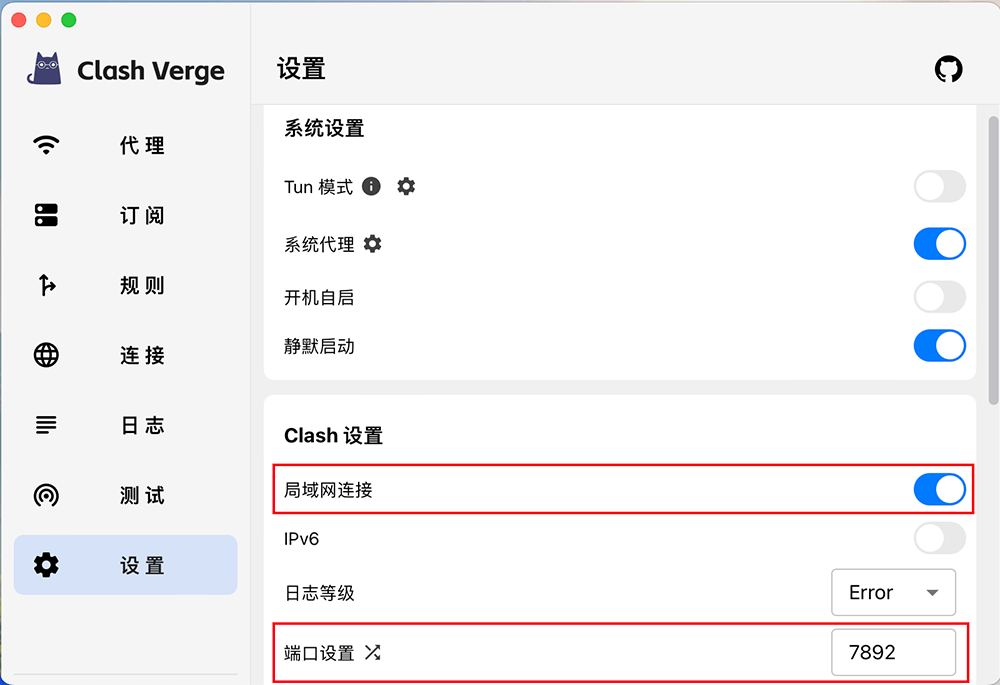 Clash Verge
代理
订阅
规则
连接
日志
测试
设置
设置
系统设置
Tun 模式
系统代理
开机自启
静默启动
Clash 设置
局域网连接
IPv6
日志等级
Error
端口设置
7892